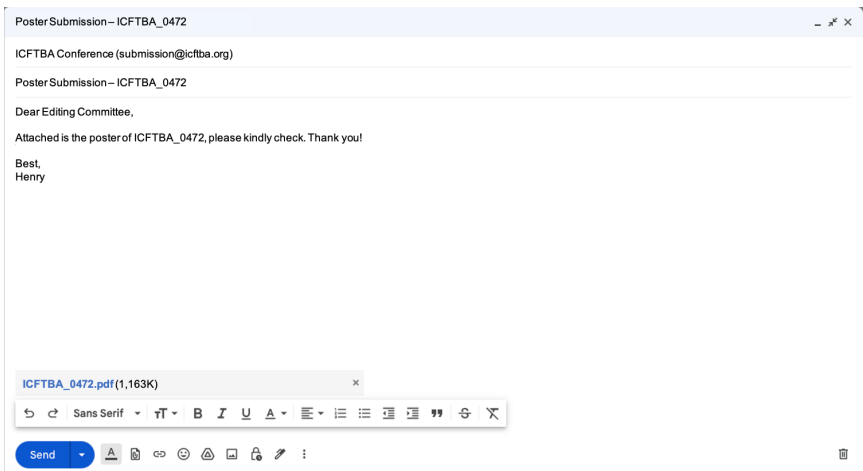 Poster Submission – ICFTBA_0472
ICFTBA Conference (submission@icftba.org)
Poster Submission – ICFTBA_0472
Dear Editing Committee,
Attached is the poster of ICFTBA_0472, please kindly check. Thank you!
Best,
Henry
ICFTBA_0472.pdf (1,163K)
Sans Serif
Send